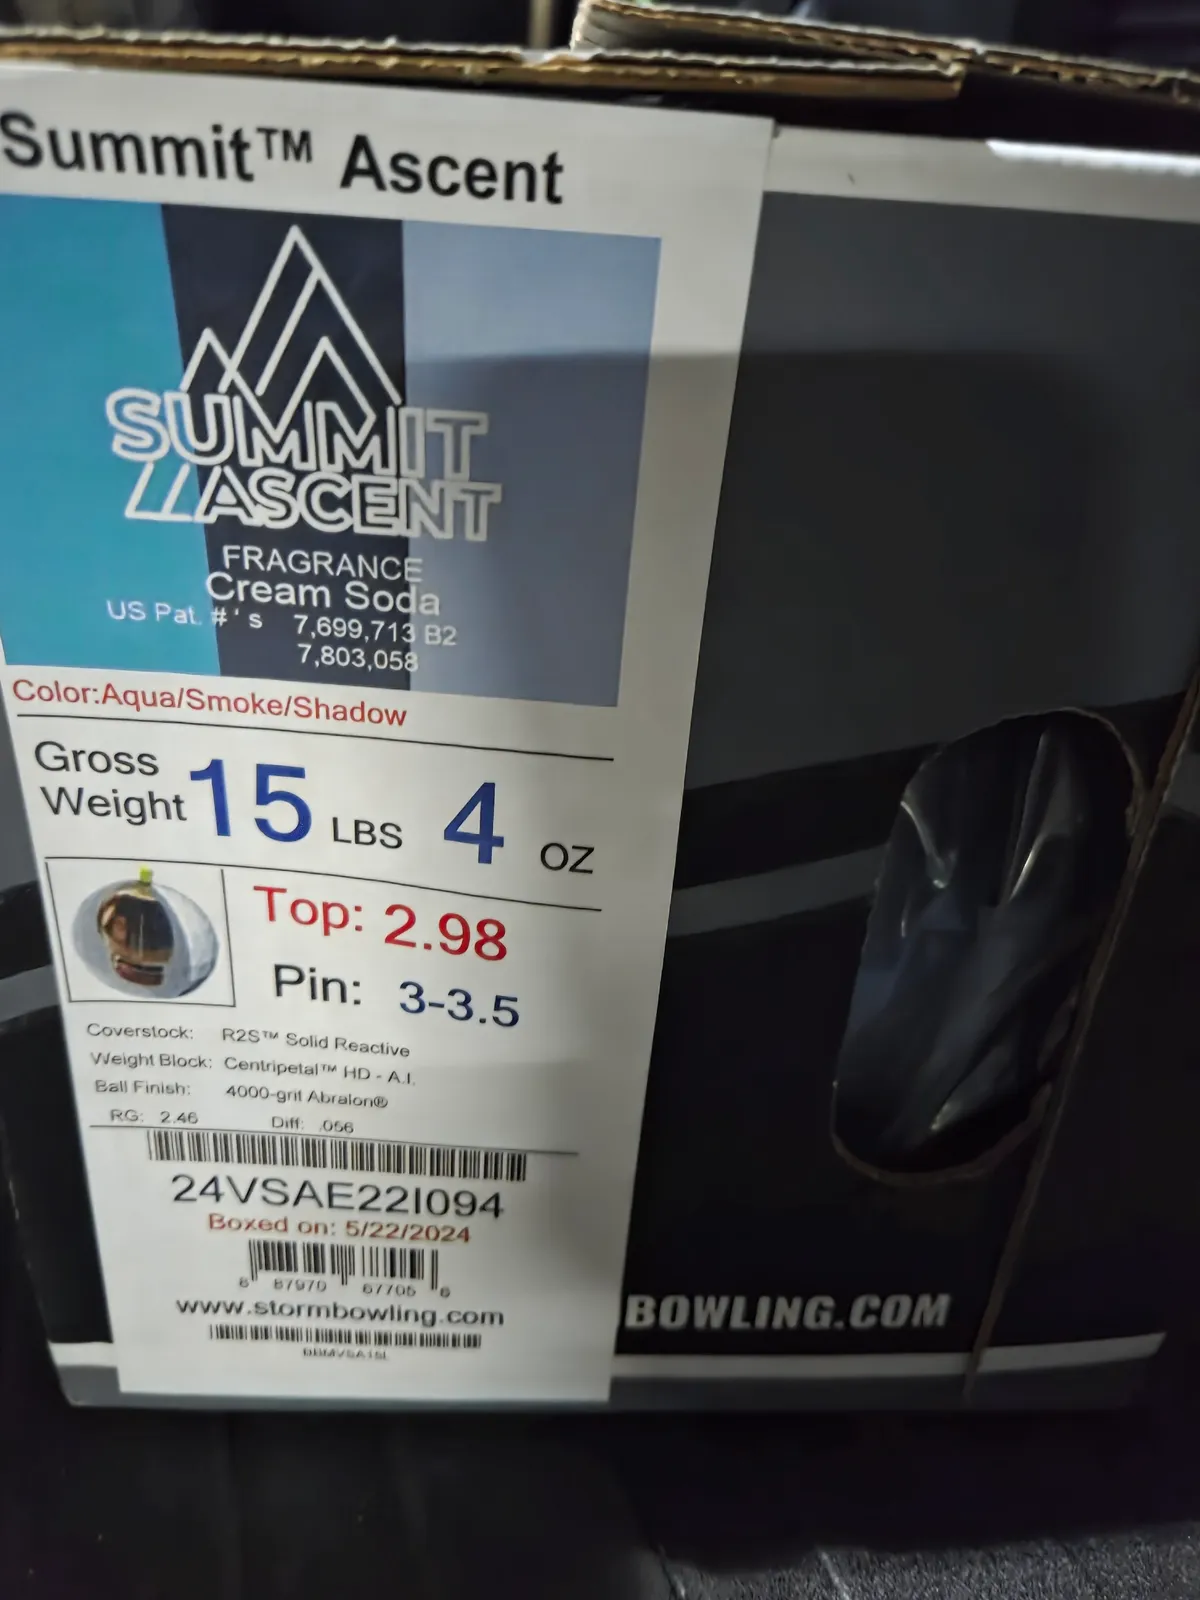 Summit™ Ascent
SUMMIT
ASCENT
FRAGRANCE
Cream Soda
US Pat. #'s 7,699,713 B2
7,803,058
Color:Aqua/Smoke/Shadow
Gross
Weight 15 LBS 4 OZ
Top: 2.98
Pin: 3-3.5
Coverstock: R2S™ Solid Reactive
Weight Block: Centripetal™ HD - A.I.
Ball Finish: 4000-grit Abralon®
RG: 2.46 Diff: .056
24VSAE22I094
Boxed on: 5/22/2024
87970 67705 6
www.stormbowling.com
BBMVSA15L
BOWLING.COM